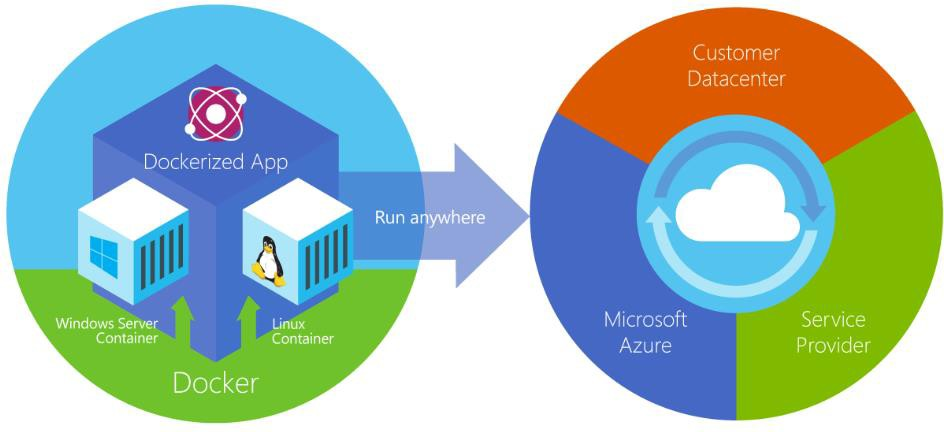 Dockerized App
Windows Server
Container
Linux
Container
Docker
Run anywhere
Customer
Datacenter
Microsoft
Azure
Service
Provider